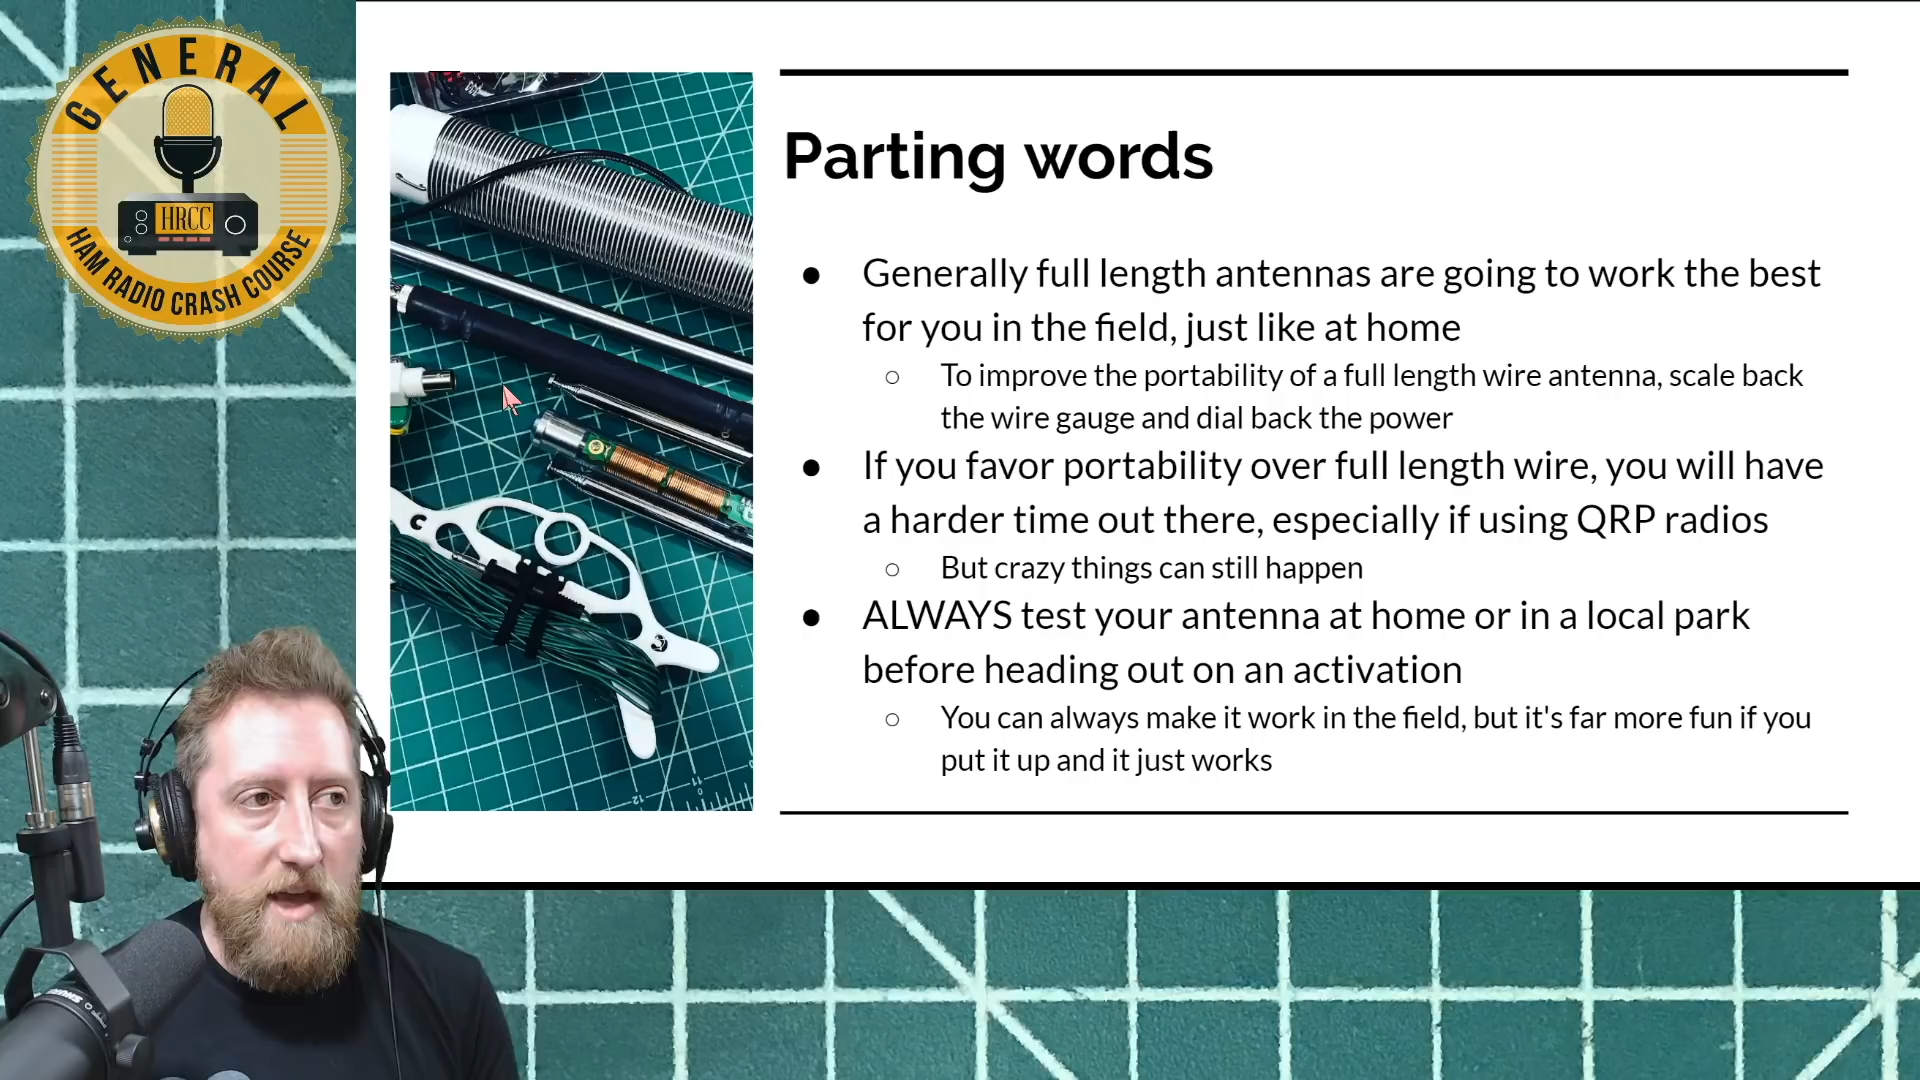 GENERAL
HRCC
HAM RADIO CRASH COURSE
Parting words
● Generally full length antennas are going to work the best
for you in the field, just like at home
○ To improve the portability of a full length wire antenna, scale back
the wire gauge and dial back the power
● If you favor portability over full length wire, you will have
a harder time out there, especially if using QRP radios
○ But crazy things can still happen
● ALWAYS test your antenna at home or in a local park
before heading out on an activation
○ You can always make it work in the field, but it's far more fun if you
put it up and it just works
SHURE